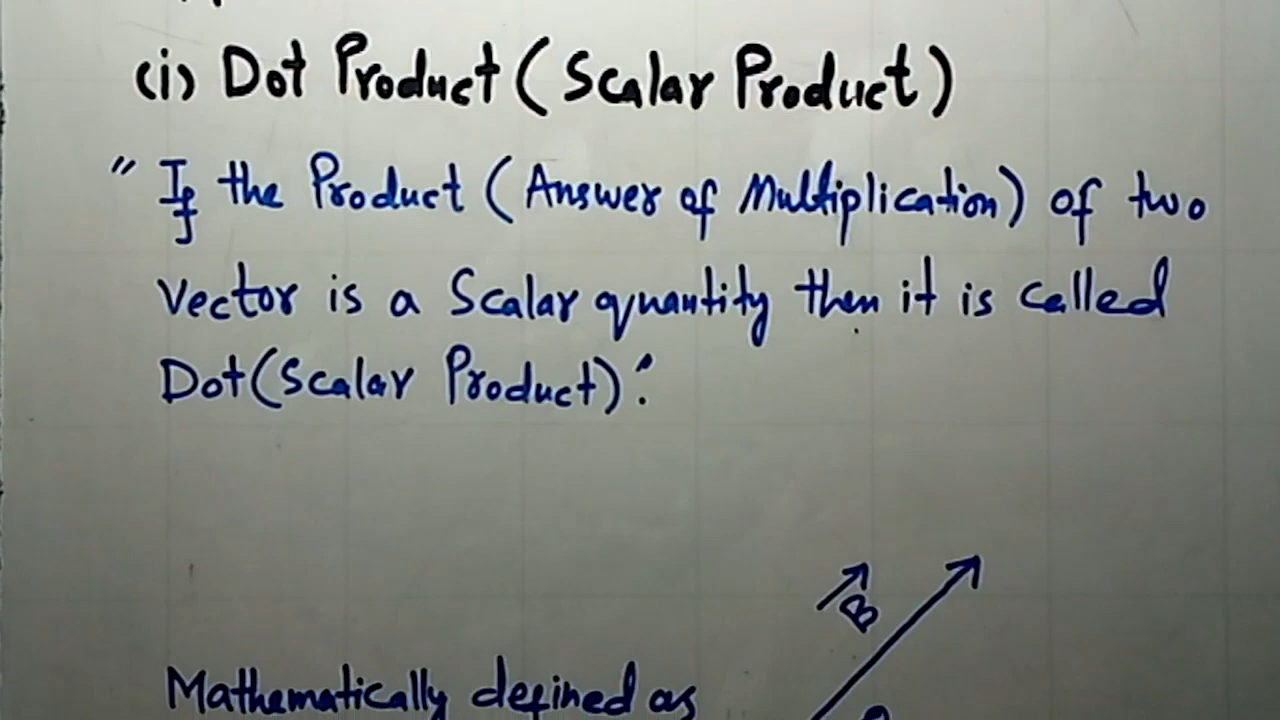 (i) Dot Product (Scalar Product)
" If the Product (Answer of Multiplication) of two
Vector is a Scalar quantity then it is called
Dot(Scalar Product):
B
Mathematically defined as